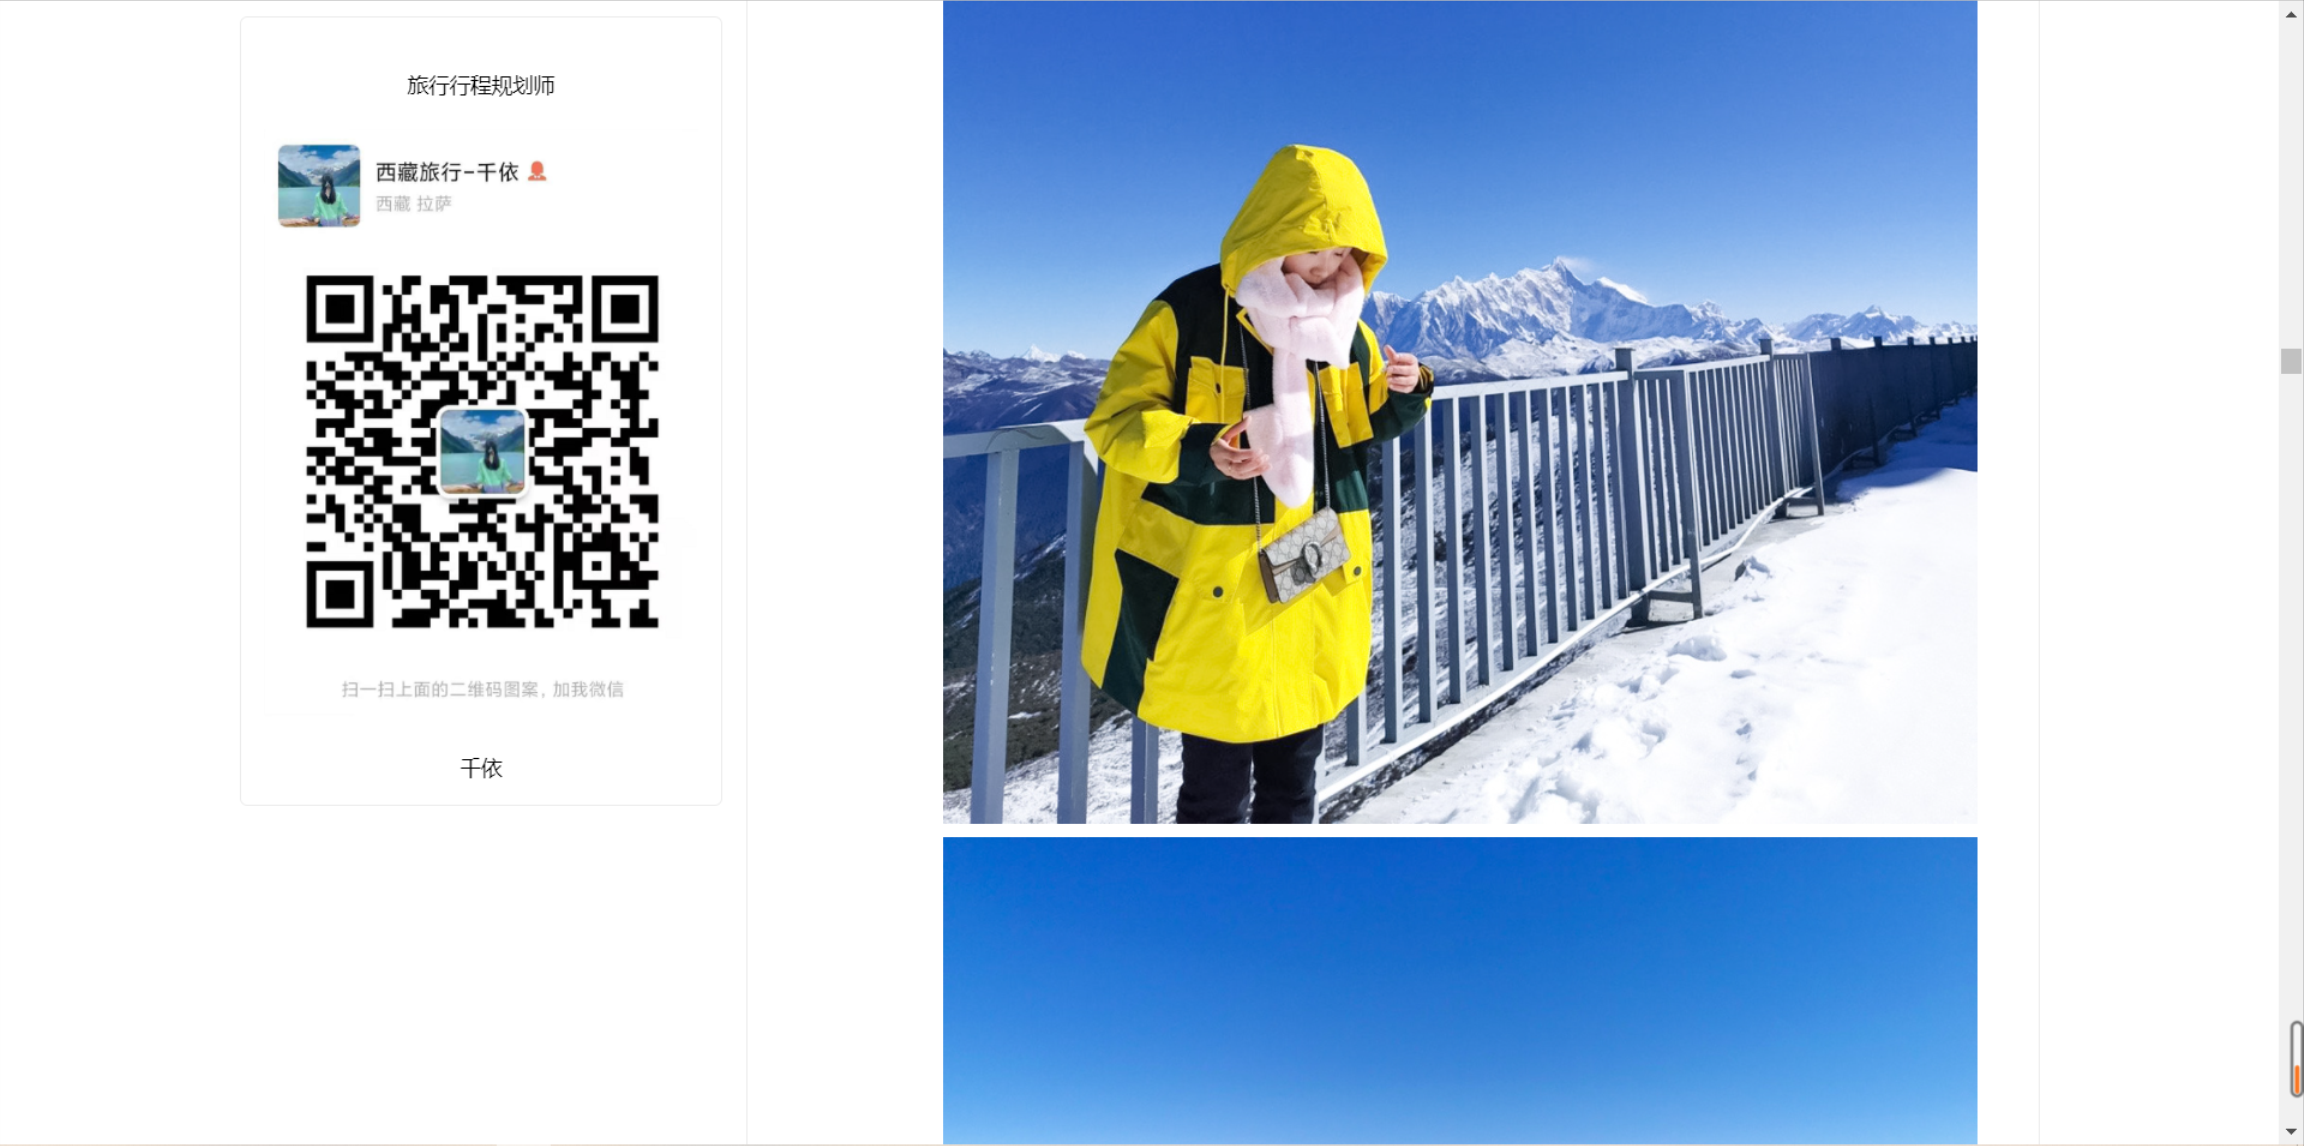 旅行行程规划师
西藏旅行-千依
西藏 拉萨
扫一扫上面的二维码图案，加我微信
千依